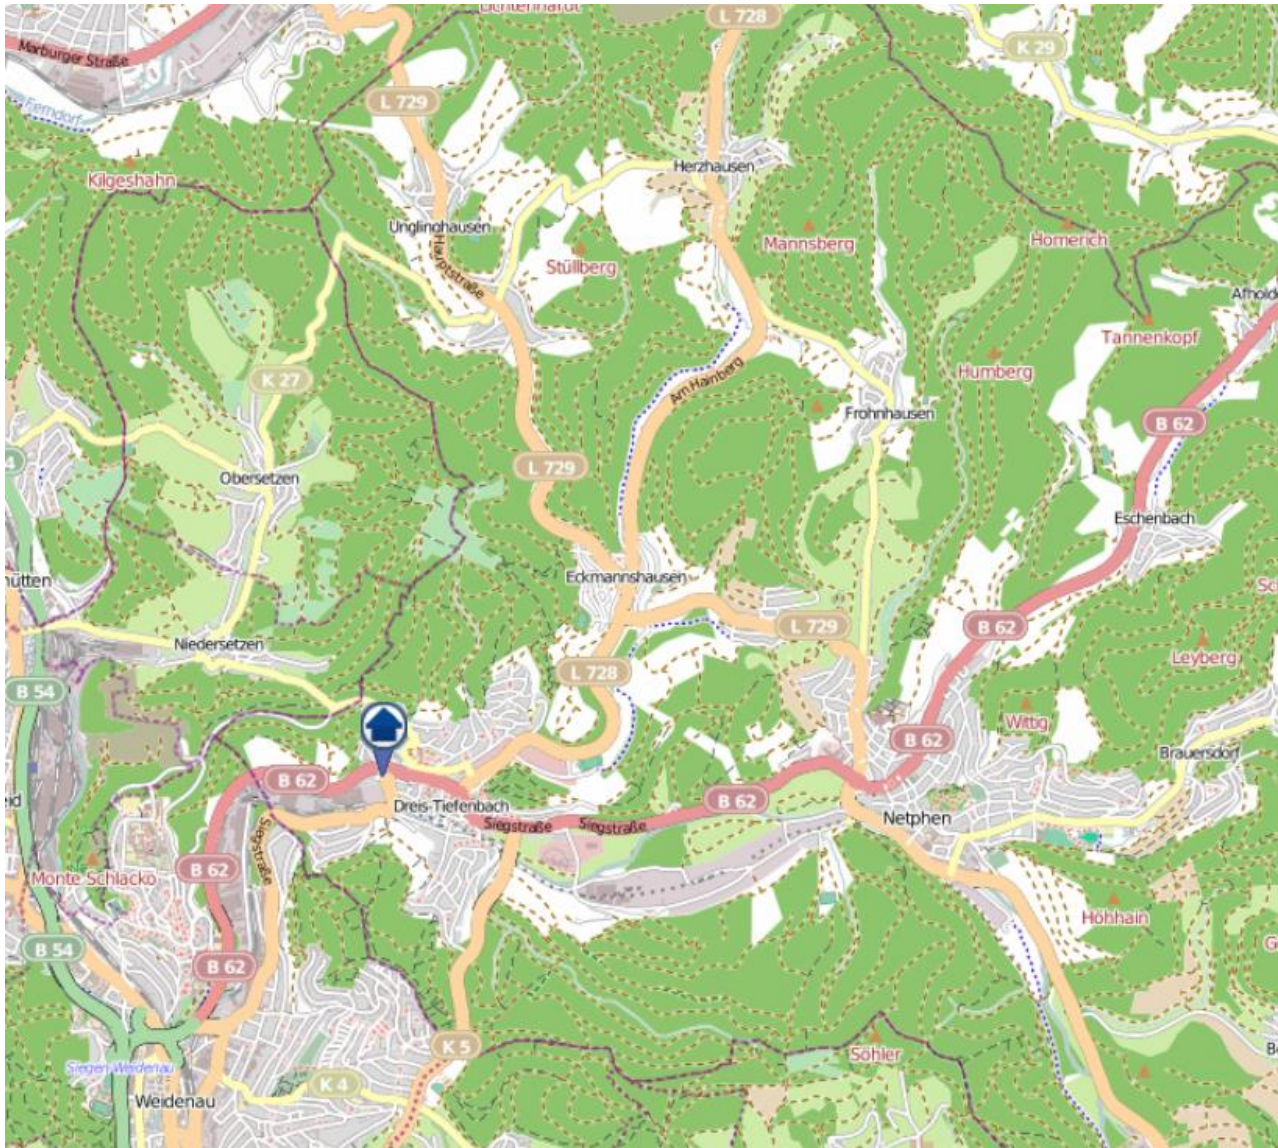 Lichtenhardt
L 728
K 29
Marburger Straße
L 729
Ferndorf
Herzhausen
Kilgeshahn
Unglinghausen
Mannsberg
Homerich
Hauptstraße
Stüllberg
Tannenkopf
Humberg
K 27
Am Hainberg
Frohnhausen
B 62
L 729
Obersetzen
Eschenbach
Eckmannshausen
L 729
B 62
Niedersetzen
Leyberg
L 728
B 54
Wittig
B 62
Brauersdorf
B 62
B 62
Dreis-Tiefenbach
Netphen
Siegstraße
Siegstraße
Siegstraße
B 62
Monte Schlacko
Höhhain
B 54
B 62
K 5
Söhler
Siegen-Weidenau
K 4
Weidenau